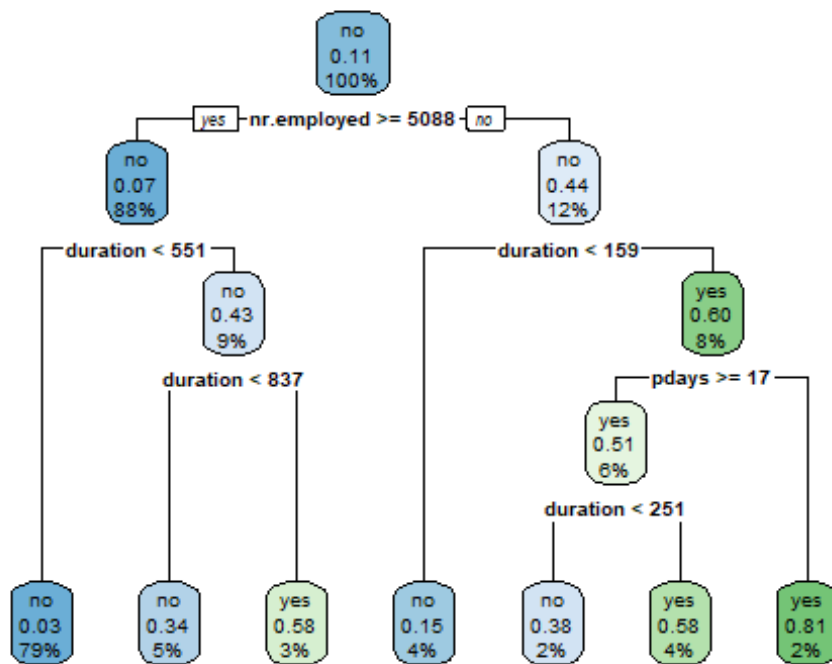 no
0.11
100%
yes nr.employed >= 5088 no
no
0.07
88%
no
0.44
12%
duration < 551
duration < 159
no
0.43
9%
yes
0.60
8%
duration < 837
pdays >= 17
yes
0.51
6%
duration < 251
no
0.03
79%
no
0.34
5%
yes
0.58
3%
no
0.15
4%
no
0.38
2%
yes
0.58
4%
yes
0.81
2%